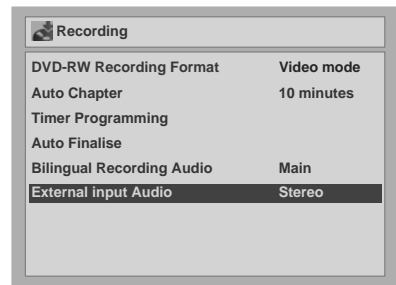 Recording
DVD-RW Recording Format Video mode
Auto Chapter 10 minutes
Timer Programming
Auto Finalise
Bilingual Recording Audio Main
External input Audio Stereo